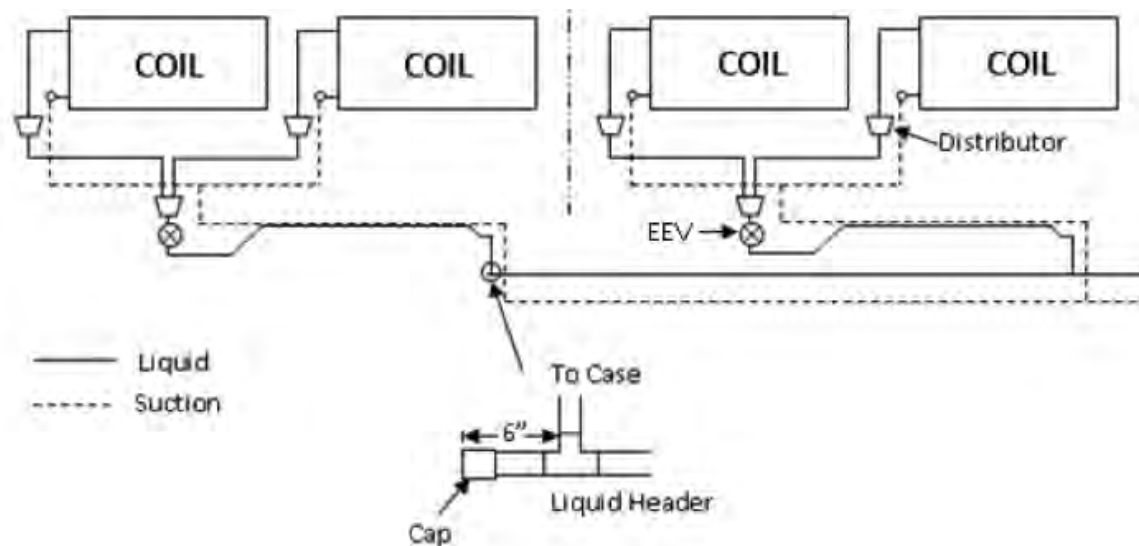 COIL COIL COIL COIL
Distributor
EEV
Liquid
Suction
To Case
6”
Liquid Header
Cap